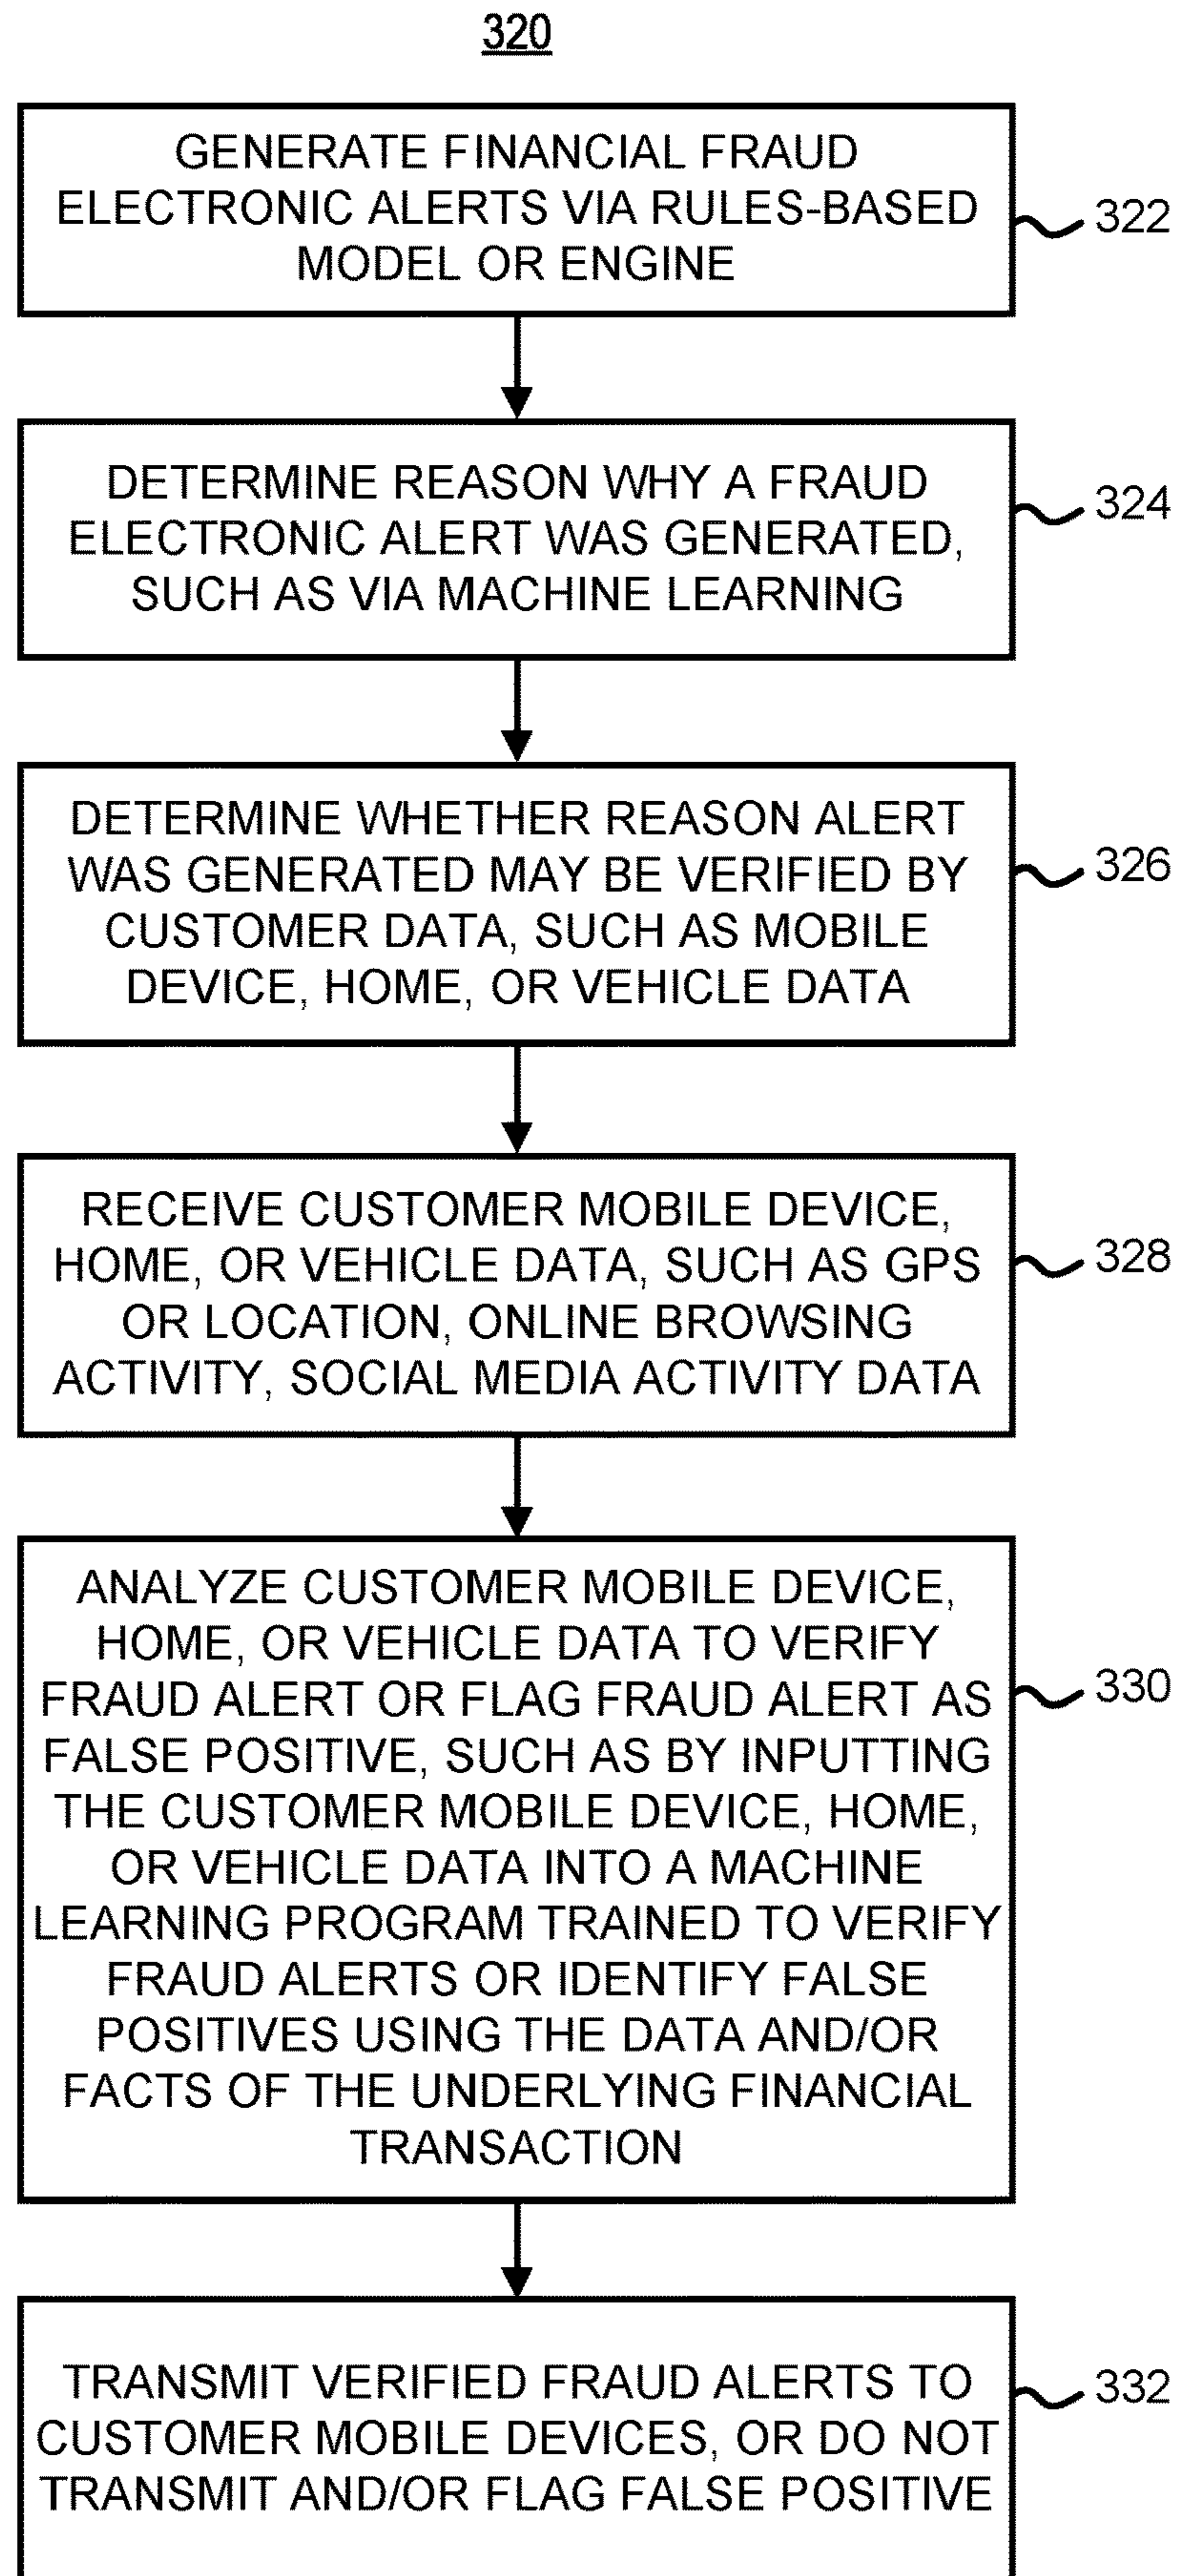 320
GENERATE FINANCIAL FRAUD
ELECTRONIC ALERTS VIA RULES-BASED
MODEL OR ENGINE
322
DETERMINE REASON WHY A FRAUD
ELECTRONIC ALERT WAS GENERATED,
SUCH AS VIA MACHINE LEARNING
324
DETERMINE WHETHER REASON ALERT
WAS GENERATED MAY BE VERIFIED BY
CUSTOMER DATA, SUCH AS MOBILE
DEVICE, HOME, OR VEHICLE DATA
326
RECEIVE CUSTOMER MOBILE DEVICE,
HOME, OR VEHICLE DATA, SUCH AS GPS
OR LOCATION, ONLINE BROWSING
ACTIVITY, SOCIAL MEDIA ACTIVITY DATA
328
ANALYZE CUSTOMER MOBILE DEVICE,
HOME, OR VEHICLE DATA TO VERIFY
FRAUD ALERT OR FLAG FRAUD ALERT AS
FALSE POSITIVE, SUCH AS BY INPUTTING
THE CUSTOMER MOBILE DEVICE, HOME,
OR VEHICLE DATA INTO A MACHINE
LEARNING PROGRAM TRAINED TO VERIFY
FRAUD ALERTS OR IDENTIFY FALSE
POSITIVES USING THE DATA AND/OR
FACTS OF THE UNDERLYING FINANCIAL
TRANSACTION
330
TRANSMIT VERIFIED FRAUD ALERTS TO
CUSTOMER MOBILE DEVICES, OR DO NOT
TRANSMIT AND/OR FLAG FALSE POSITIVE
332